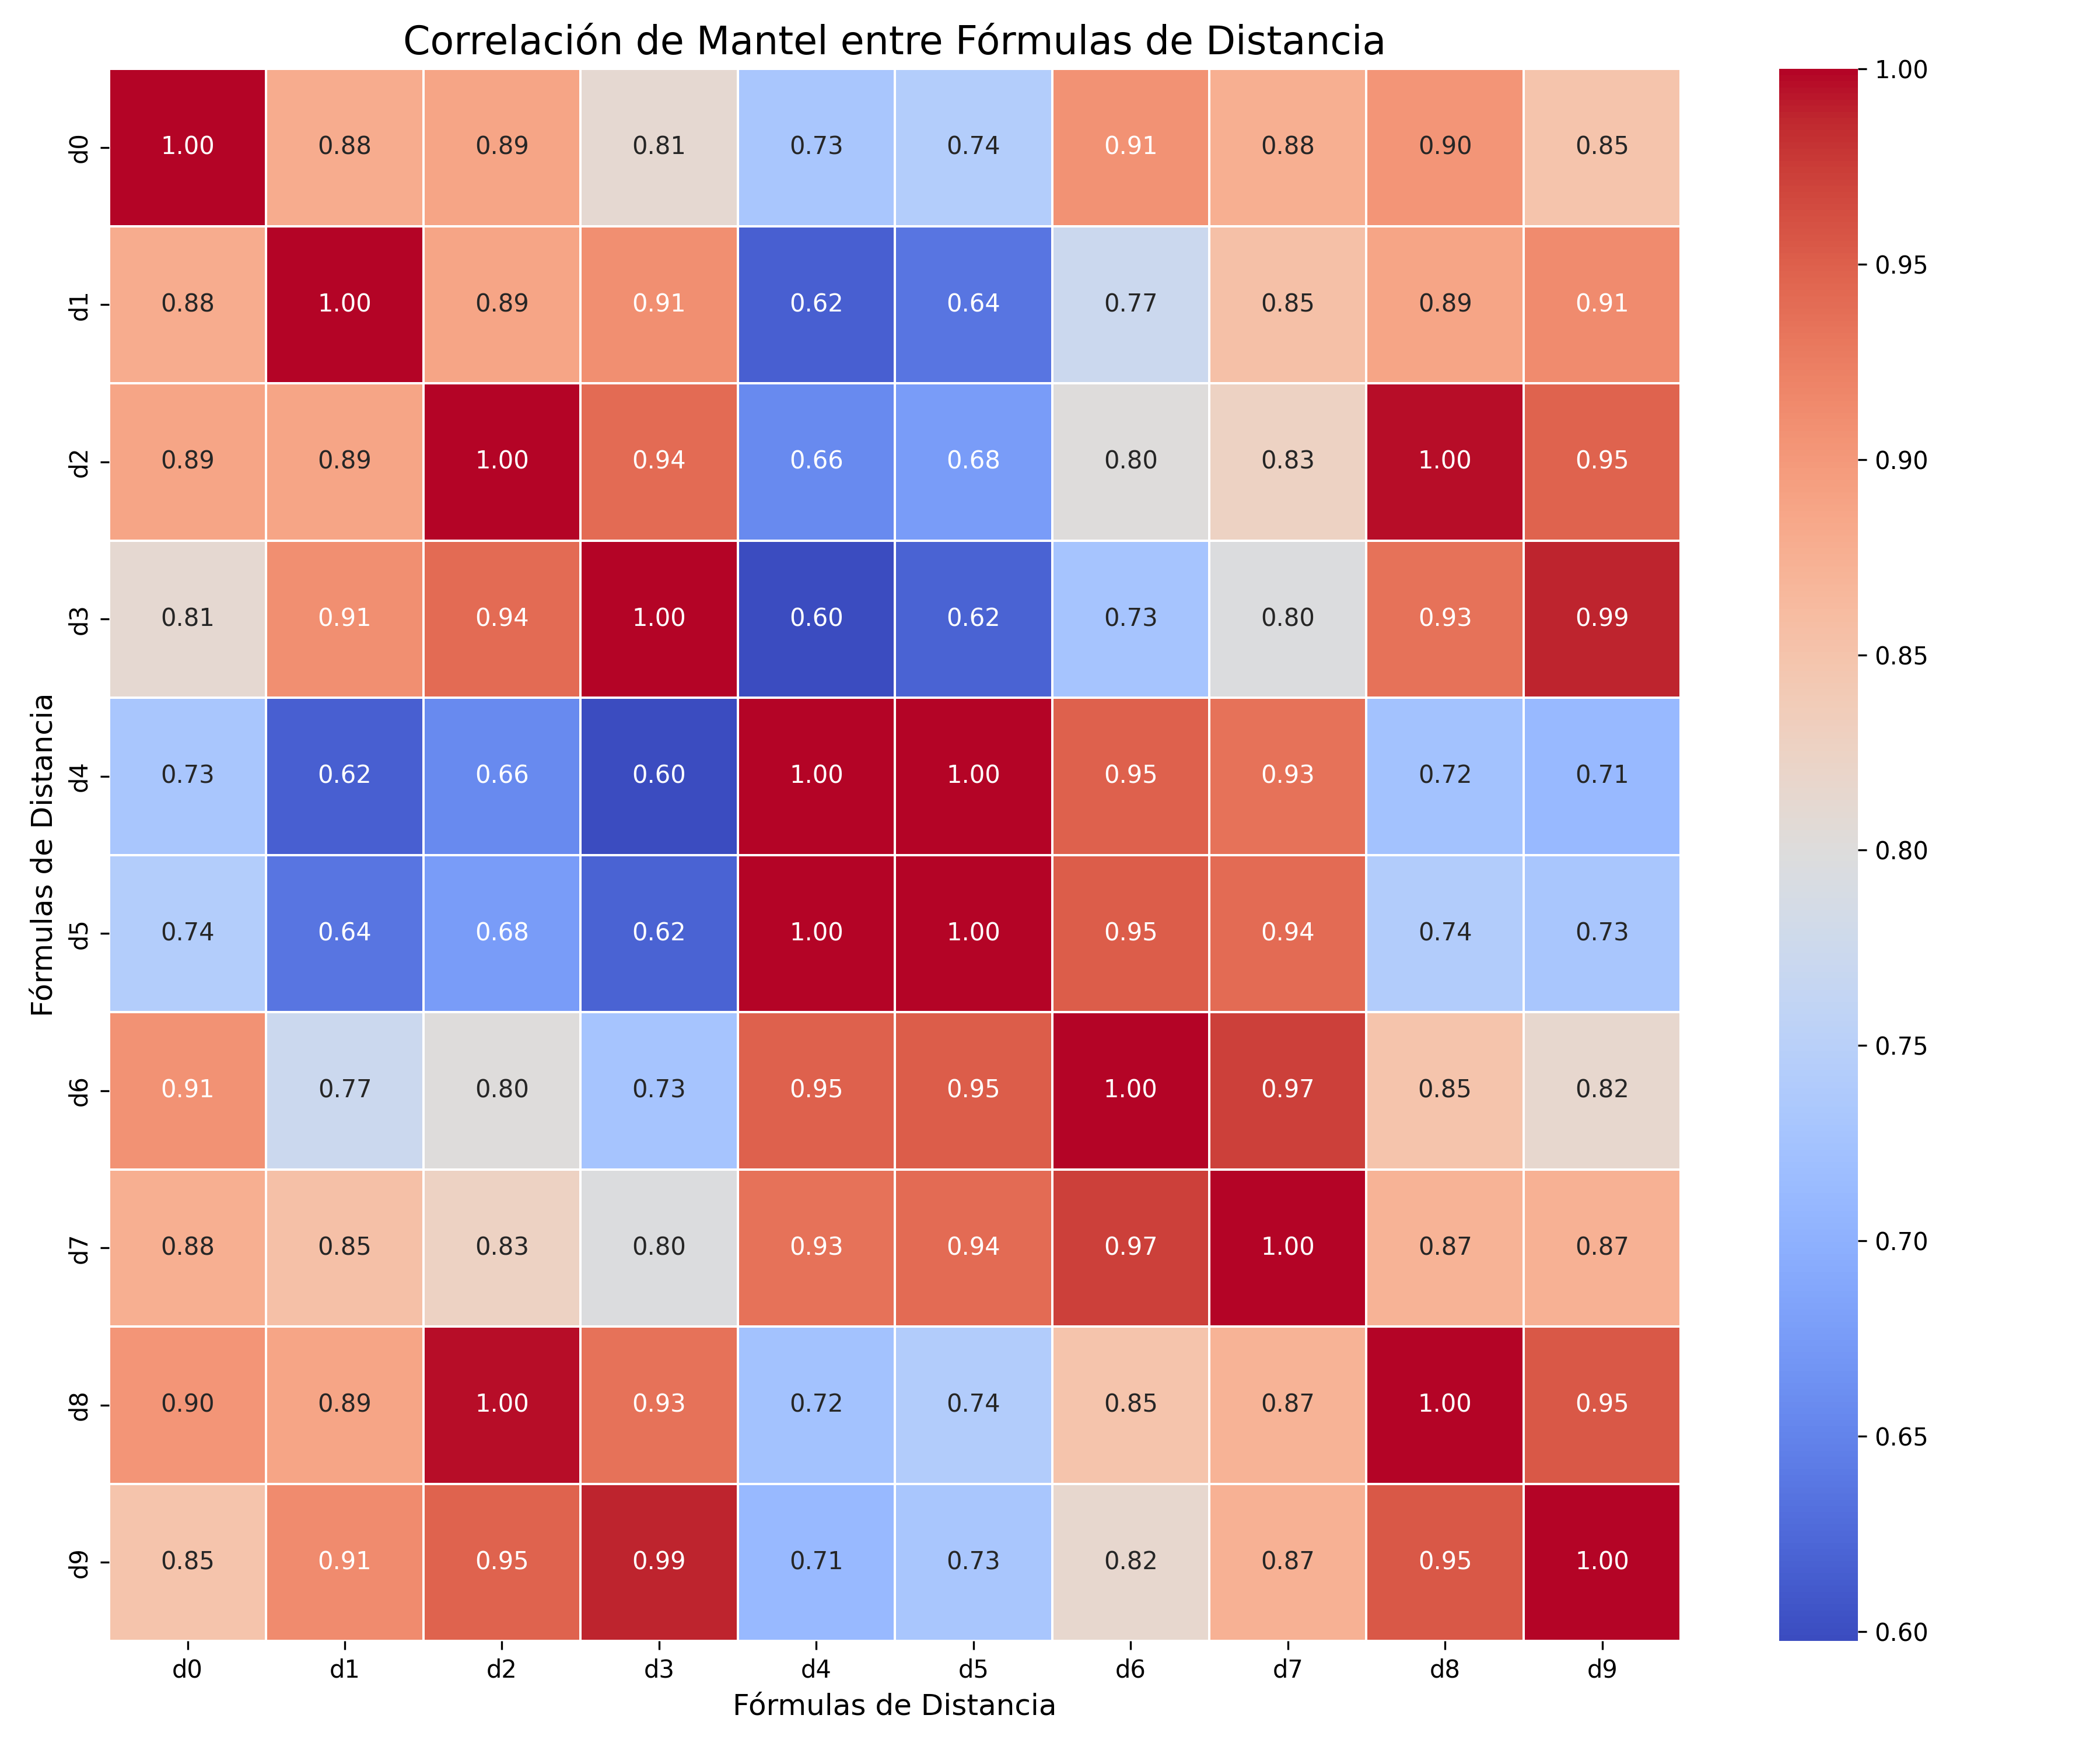 Correlación de Mantel entre Fórmulas de Distancia
Fórmulas de Distancia
d0 1.00 0.88 0.89 0.81 0.73 0.74 0.91 0.88 0.90 0.85
d1 0.88 1.00 0.89 0.91 0.62 0.64 0.77 0.85 0.89 0.91
d2 0.89 0.89 1.00 0.94 0.66 0.68 0.80 0.83 1.00 0.95
d3 0.81 0.91 0.94 1.00 0.60 0.62 0.73 0.80 0.93 0.99
d4 0.73 0.62 0.66 0.60 1.00 1.00 0.95 0.93 0.72 0.71
d5 0.74 0.64 0.68 0.62 1.00 1.00 0.95 0.94 0.74 0.73
d6 0.91 0.77 0.80 0.73 0.95 0.95 1.00 0.97 0.85 0.82
d7 0.88 0.85 0.83 0.80 0.93 0.94 0.97 1.00 0.87 0.87
d8 0.90 0.89 1.00 0.93 0.72 0.74 0.85 0.87 1.00 0.95
d9 0.85 0.91 0.95 0.99 0.71 0.73 0.82 0.87 0.95 1.00
d0 d1 d2 d3 d4 d5 d6 d7 d8 d9
Fórmulas de Distancia
1.00
0.95
0.90
0.85
0.80
0.75
0.70
0.65
0.60